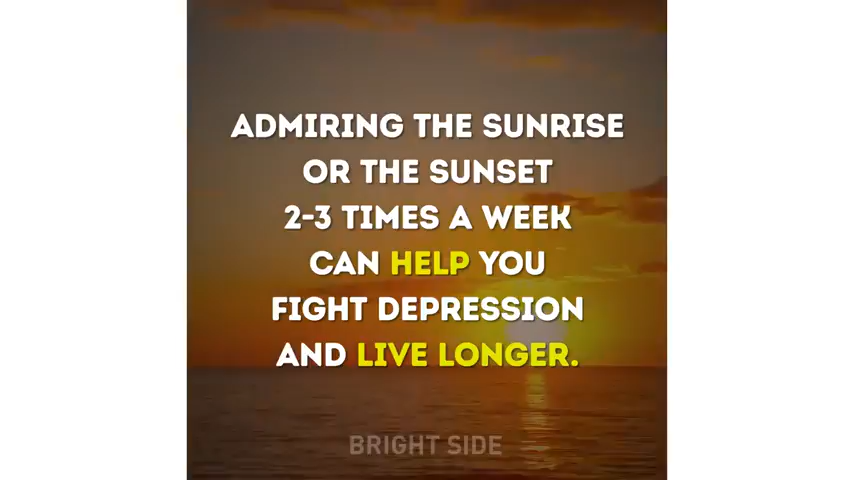 ADMIRING THE SUNRISE
OR THE SUNSET
2-3 TIMES A WEEK
CAN HELP YOU
FIGHT DEPRESSION
AND LIVE LONGER.
BRIGHT SIDE